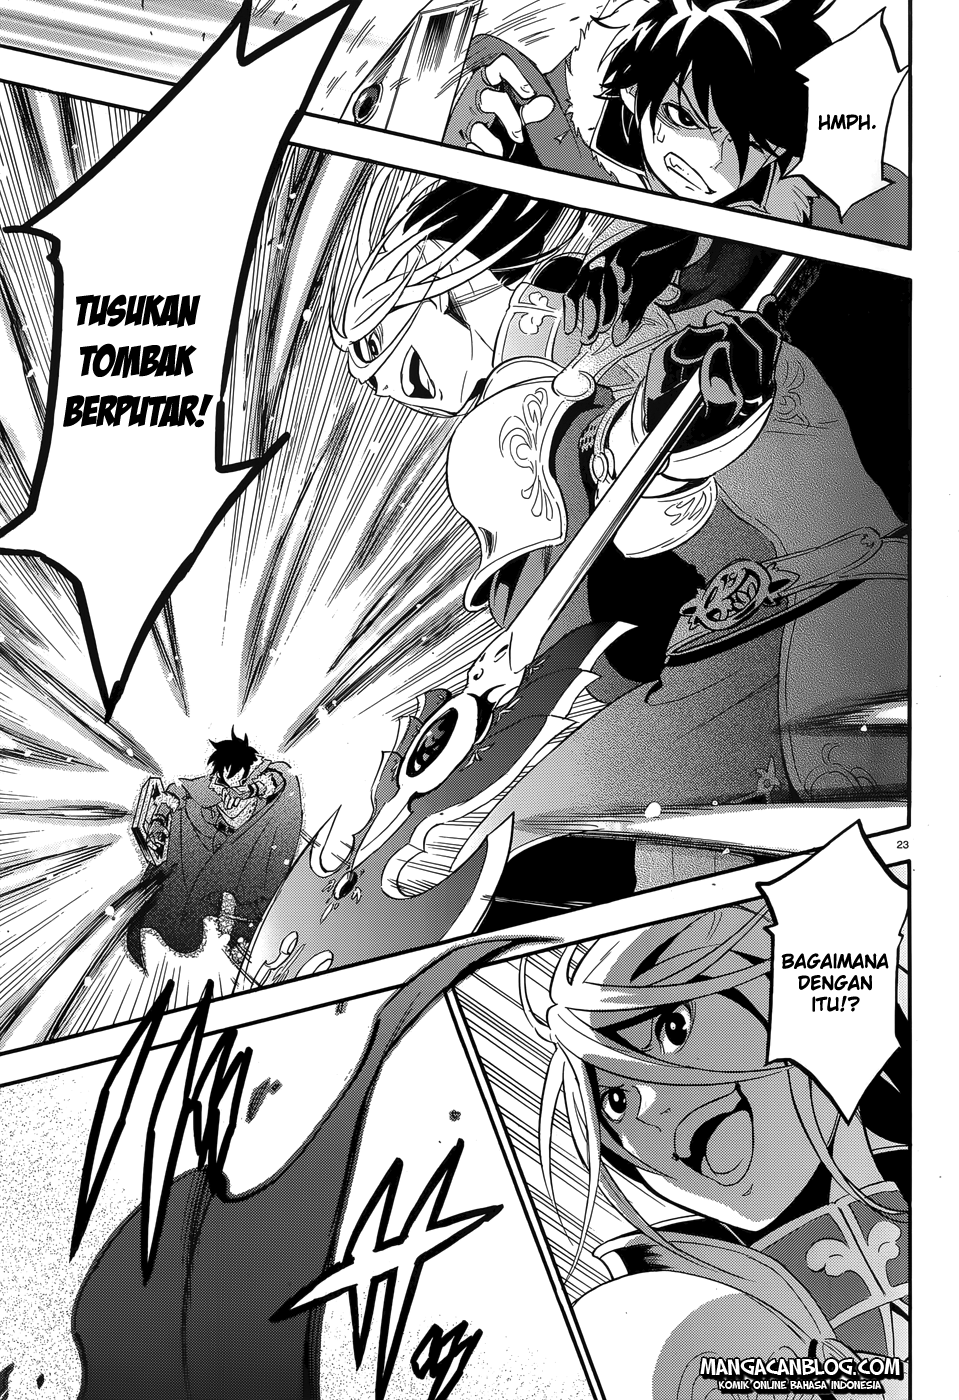 HMPH.
TUSUKAN
TOMBAK
BERPUTAR!
23
BAGAIMANA
DENGAN
ITU!?
MANGACANBLOG.COM
KOMIK ONLINE BAHASA INDONESIA